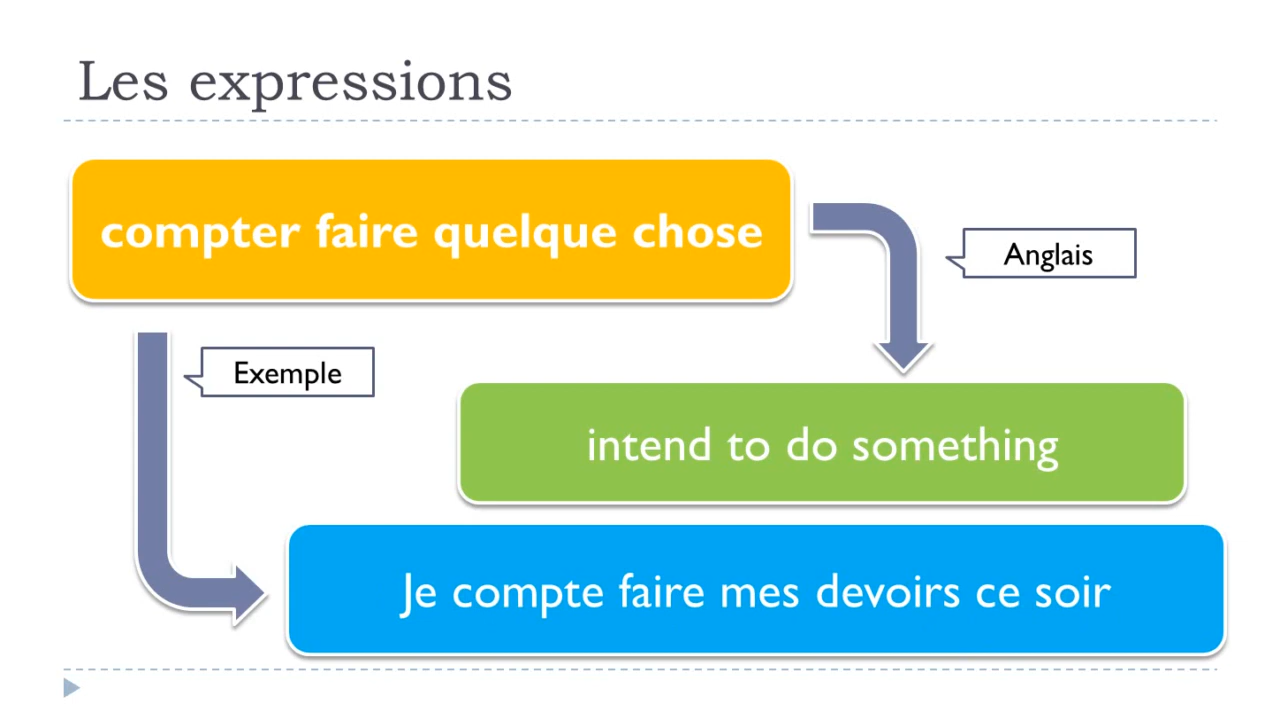 Les expressions
compter faire quelque chose
Anglais
Exemple
intend to do something
Je compte faire mes devoirs ce soir